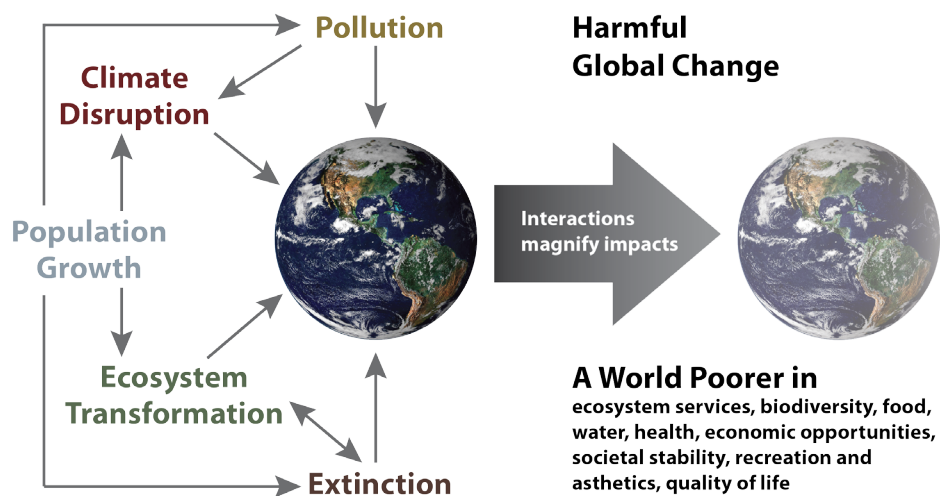 Pollution
Harmful
Global Change
Climate
Disruption
Population
Growth
Interactions
magnify impacts
Ecosystem
Transformation
Extinction
A World Poorer in
ecosystem services, biodiversity, food,
water, health, economic opportunities,
societal stability, recreation and
asthetics, quality of life